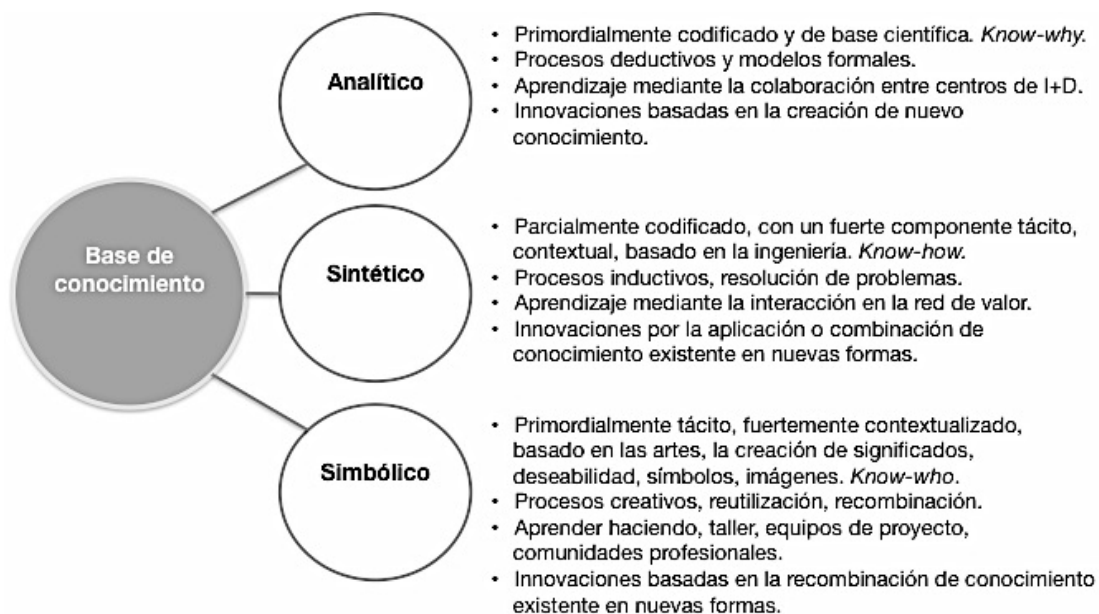 Base de
conocimiento
Analítico
• Primordialmente codificado y de base científica. Know-why.
• Procesos deductivos y modelos formales.
• Aprendizaje mediante la colaboración entre centros de I+D.
• Innovaciones basadas en la creación de nuevo
conocimiento.
Sintético
• Parcialmente codificado, con un fuerte componente tácito,
contextual, basado en la ingeniería. Know-how.
• Procesos inductivos, resolución de problemas.
• Aprendizaje mediante la interacción en la red de valor.
• Innovaciones por la aplicación o combinación de
conocimiento existente en nuevas formas.
Simbólico
• Primordialmente tácito, fuertemente contextualizado,
basado en las artes, la creación de significados,
deseabilidad, símbolos, imágenes. Know-who.
• Procesos creativos, reutilización, recombinación.
• Aprender haciendo, taller, equipos de proyecto,
comunidades profesionales.
• Innovaciones basadas en la recombinación de conocimiento
existente en nuevas formas.